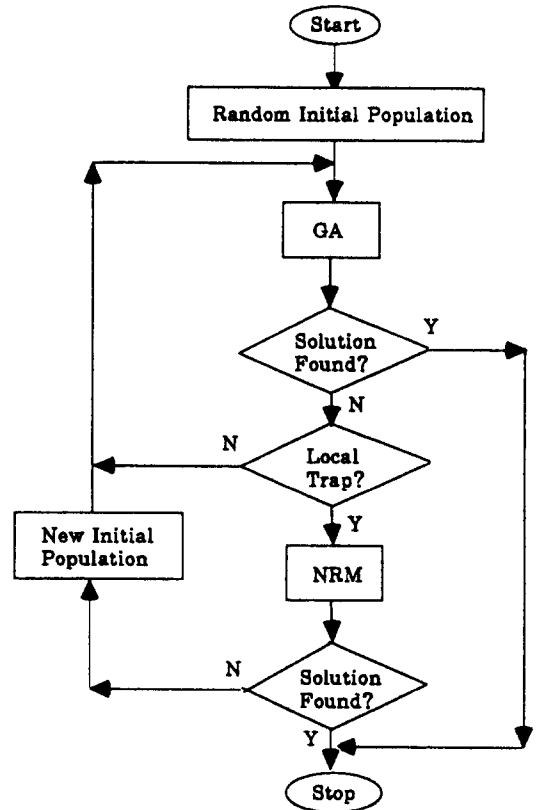 Start
Random Initial Population
GA
Solution
Found?
Y
N
Local
Trap?
N
Y
New Initial
Population
NRM
Solution
Found?
N
Y
Stop